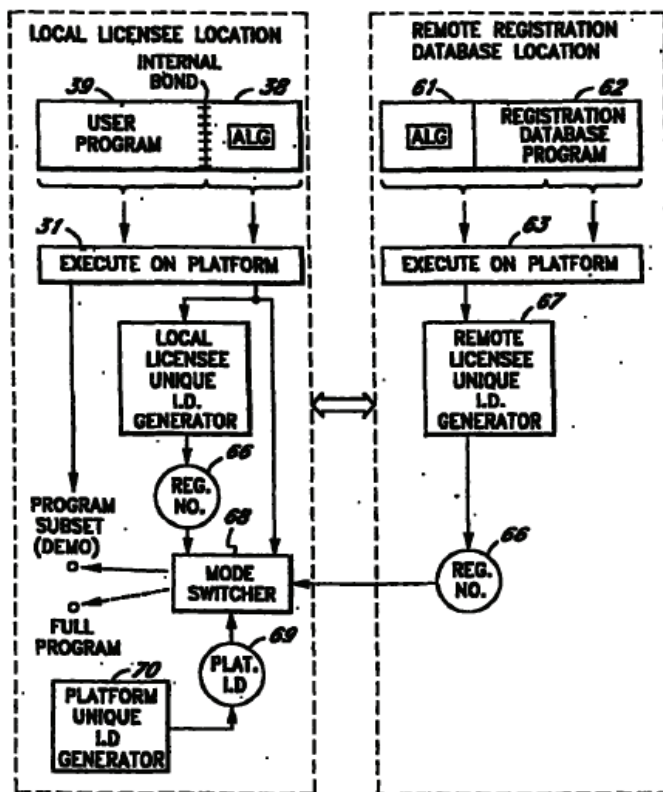 LOCAL LICENSEE LOCATION
39
INTERNAL
BOND
38
USER
PROGRAM
ALG
31
EXECUTE ON PLATFORM
LOCAL
LICENSEE
UNIQUE
I.D.
GENERATOR
66
REG.
NO.
PROGRAM
SUBSET
(DEMO)
68
MODE
SWITCHER
FULL
PROGRAM
69
PLAT.
I.D
70
PLATFORM
UNIQUE
I.D
GENERATOR
REMOTE REGISTRATION
DATABASE LOCATION
61
62
ALG
REGISTRATION
DATABASE
PROGRAM
63
EXECUTE ON PLATFORM
67
REMOTE
LICENSEE
UNIQUE
I.D.
GENERATOR
66
REG.
NO.